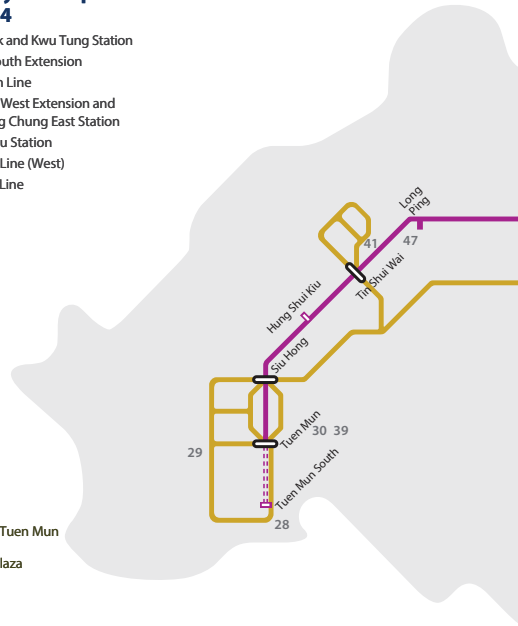 4
k and Kwu Tung Station
outh Extension
n Line
West Extension and
g Chung East Station
u Station
Line (West)
Line
Long
Ping
47
41
Tin Shui Wai
Hung Shui Kiu
Siu Hong
Tuen Mun
30 39
29
Tuen Mun South
28
Tuen Mun
laza